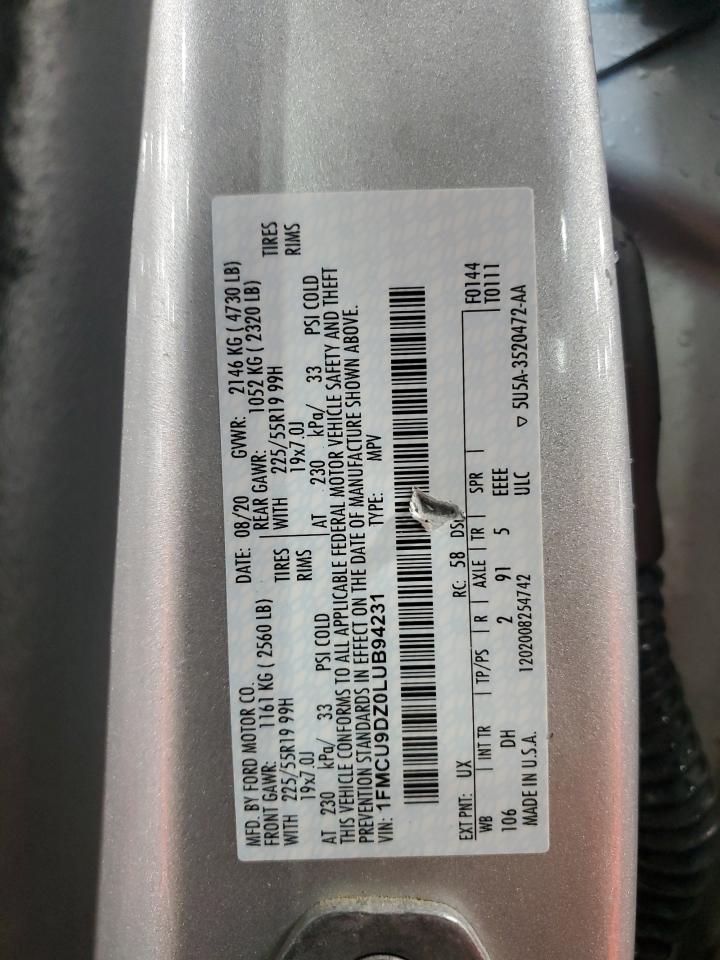 MFD. BY FORD MOTOR CO.
DATE: 08/20 GVWR: 2146 KG ( 4730 LB)
FRONT GAWR: 1161 KG ( 2560 LB) REAR GAWR: 1052 KG ( 2320 LB)
WITH 225/55R19 99H TIRES WITH 225/55R19 99H TIRES
19x7.0J RIMS 19x7.0J RIMS
AT 230 kPa/ 33 PSI COLD AT 230 kPa/ 33 PSI COLD
THIS VEHICLE CONFORMS TO ALL APPLICABLE FEDERAL MOTOR VEHICLE SAFETY AND THEFT
PREVENTION STANDARDS IN EFFECT ON THE DATE OF MANUFACTURE SHOWN ABOVE.
VIN: 1FMCU9DZ0LUB94231 TYPE: MPV
EXT PNT: UX RC: 58 DSO: F0144
WB INT TR TP/PS R AXLE TR SPR T0111
106 DH 2 91 5 EEEE
MADE IN U.S.A. 1202008254742 ULC ▽ 5U5A-3520472-AA